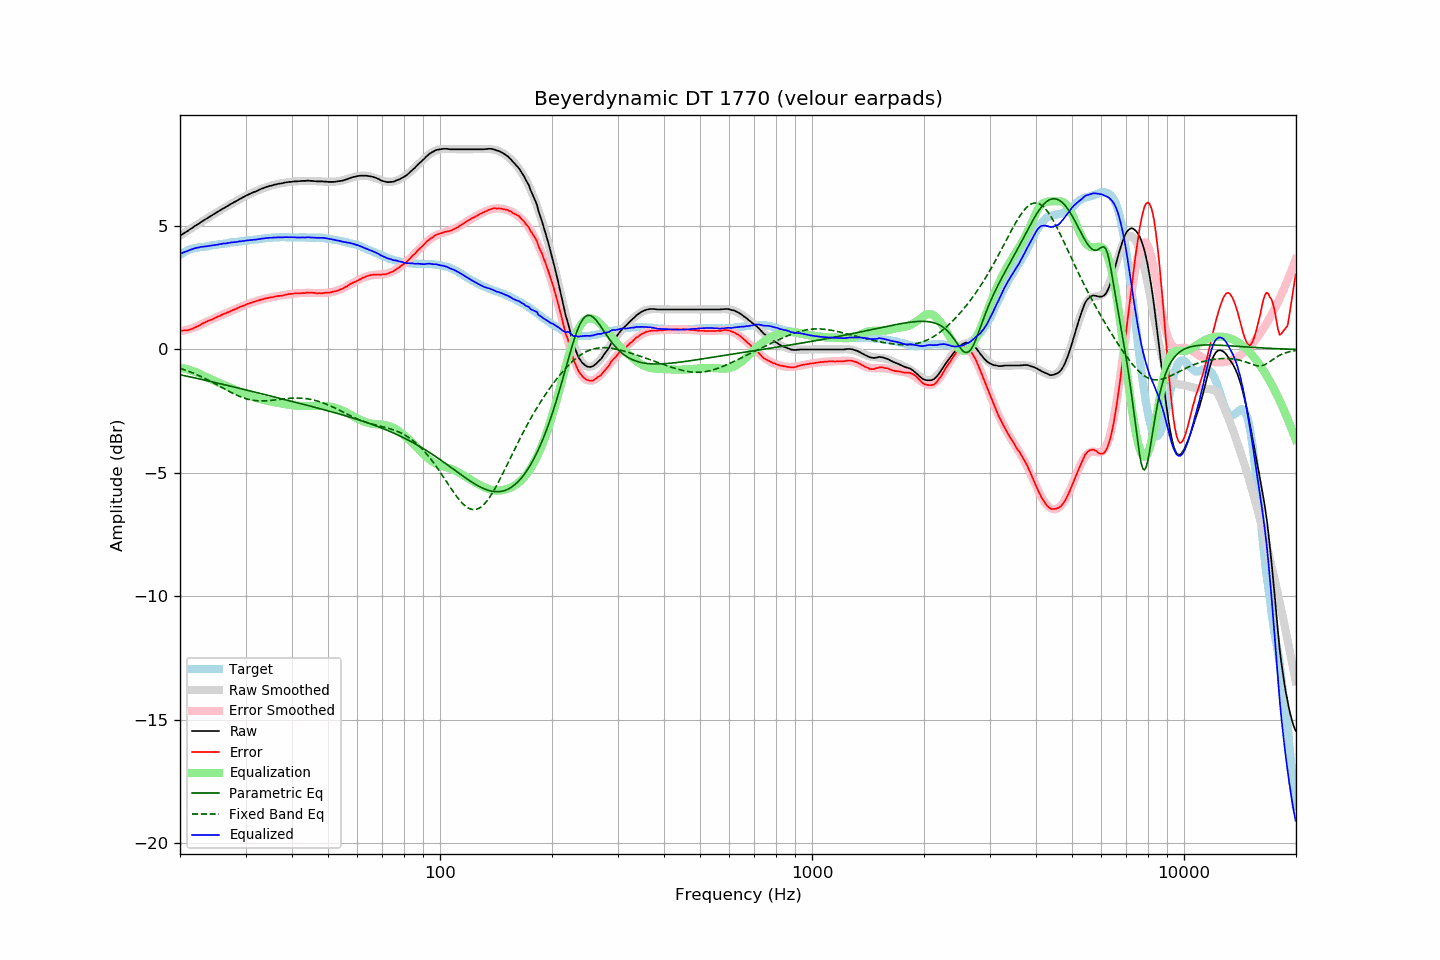 Beyerdynamic DT 1770 (velour earpads)
Amplitude (dBr)
5
0
−5
−10
−15
−20
Target
Raw Smoothed
Error Smoothed
Raw
Error
Equalization
Parametric Eq
Fixed Band Eq
Equalized
100
1000
10000
Frequency (Hz)